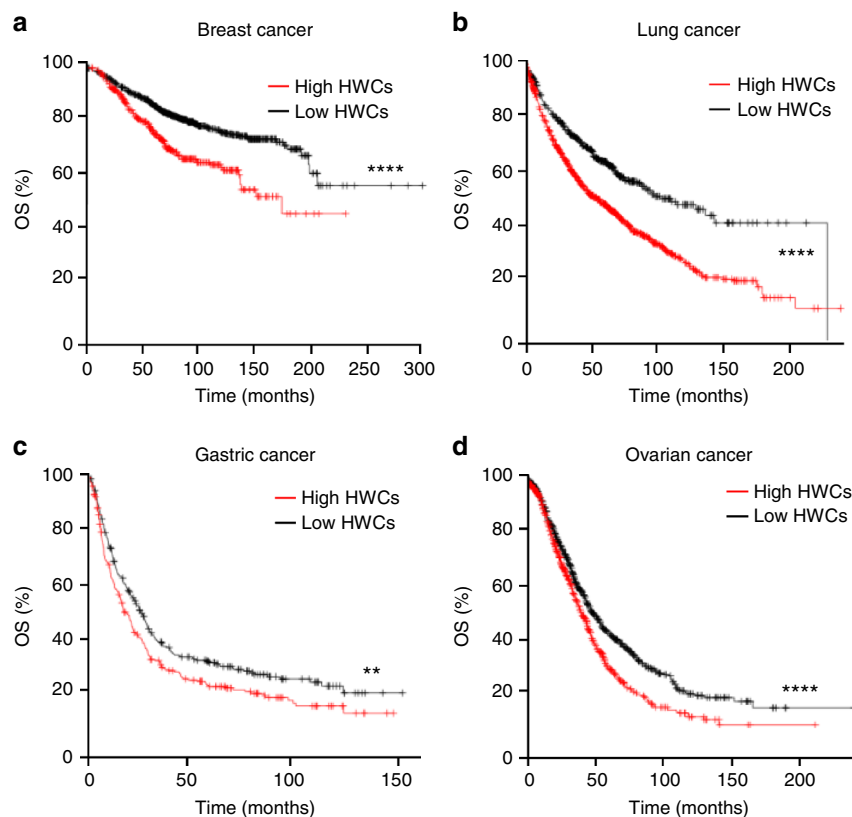 a Breast cancer
OS (%)
100
80
60
40
20
0
High HWCs
Low HWCs
****
0 50 100 150 200 250 300
Time (months)
b Lung cancer
OS (%)
100
80
60
40
20
0
High HWCs
Low HWCs
****
0 50 100 150 200
Time (months)
c Gastric cancer
OS (%)
100
80
60
40
20
0
High HWCs
Low HWCs
**
0 50 100 150
Time (months)
d Ovarian cancer
OS (%)
100
80
60
40
20
0
High HWCs
Low HWCs
****
0 50 100 150 200
Time (months)